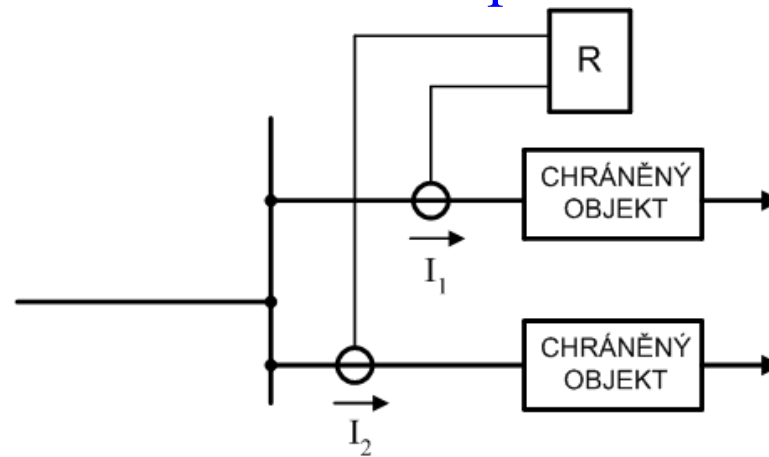 R
CHRÁNĚNÝ
OBJEKT
I₁
CHRÁNĚNÝ
OBJEKT
I₂